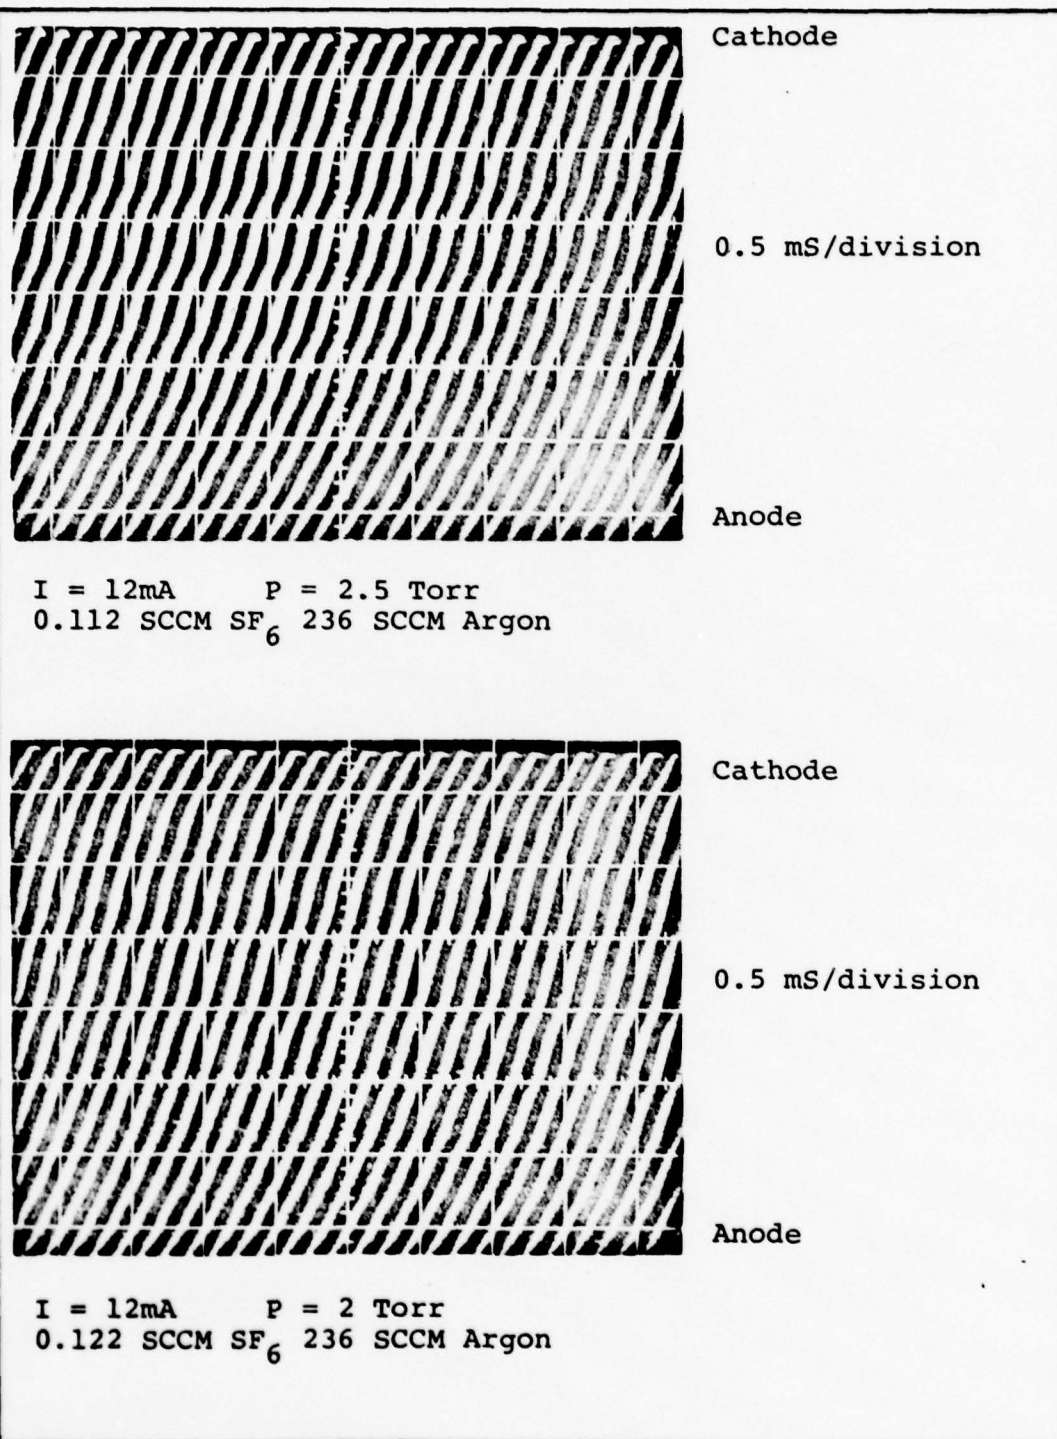 Cathode
0.5 mS/division
Anode
I = 12mA P = 2.5 Torr
0.112 SCCM SF6 236 SCCM Argon
Cathode
0.5 mS/division
Anode
I = 12mA P = 2 Torr
0.122 SCCM SF6 236 SCCM Argon